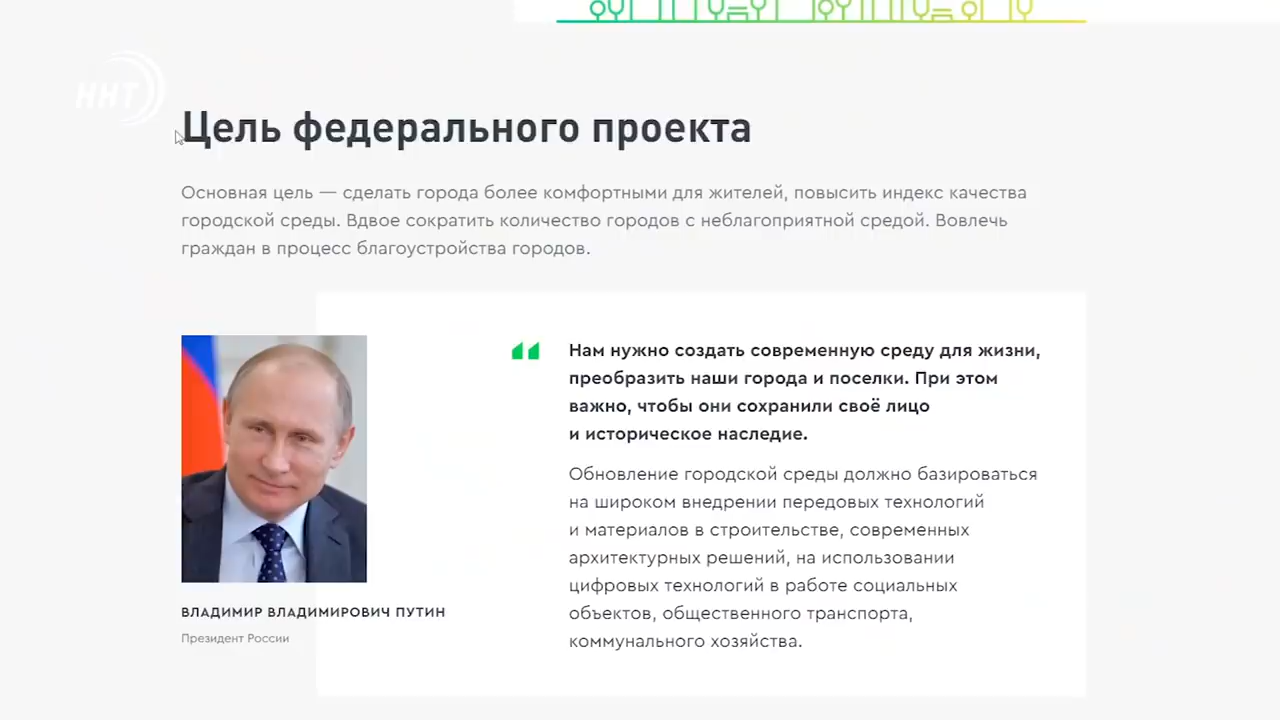 ННТ
Цель федерального проекта
Основная цель — сделать города более комфортными для жителей, повысить индекс качества
городской среды. Вдвое сократить количество городов с неблагоприятной средой. Вовлечь
граждан в процесс благоустройства городов.
Нам нужно создать современную среду для жизни,
преобразить наши города и поселки. При этом
важно, чтобы они сохранили своё лицо
и историческое наследие.
Обновление городской среды должно базироваться
на широком внедрении передовых технологий
и материалов в строительстве, современных
архитектурных решений, на использовании
цифровых технологий в работе социальных
объектов, общественного транспорта,
коммунального хозяйства.
ВЛАДИМИР ВЛАДИМИРОВИЧ ПУТИН
Президент России